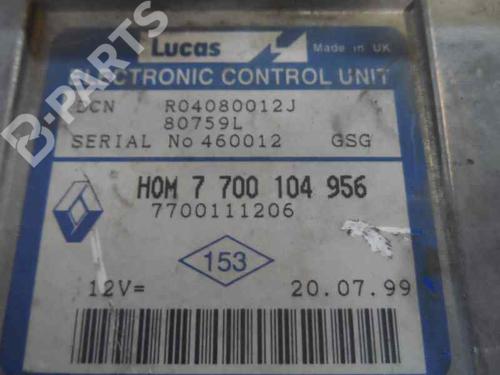 Lucas
Made in UK
ELECTRONIC CONTROL UNIT
DCN R04080012J
80759L
SERIAL No 460012 GSG
HOM 7 700 104 956
7700111206
153
12V= 20.07.99
B-PARTS